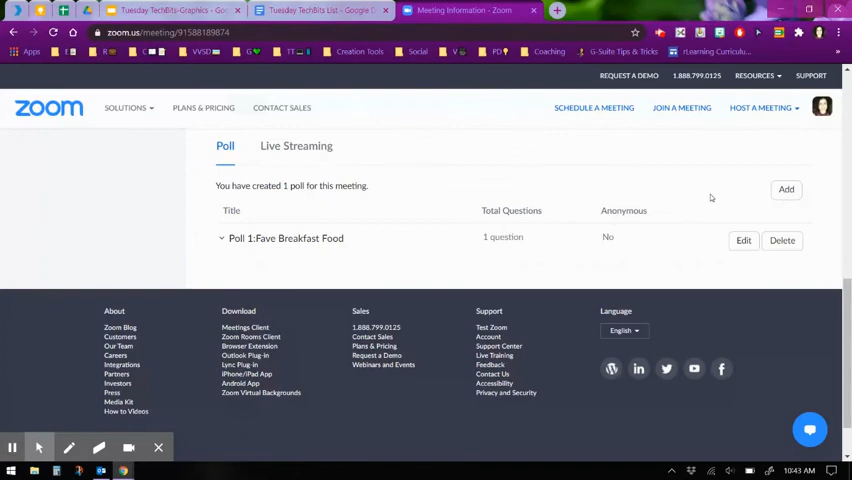 Tuesday TechBits-Graphics - Goo
Tuesday TechBits List - Google D
Meeting Information - Zoom
zoom.us/meeting/91588189874
Apps
VVSD
G
TT
Creation Tools
Social
V
PD
Coaching
G-Suite Tips & Tricks
rLearning Curriculu...
REQUEST A DEMO 1.888.799.0125 RESOURCES SUPPORT
zoom SOLUTIONS PLANS & PRICING CONTACT SALES SCHEDULE A MEETING JOIN A MEETING HOST A MEETING
Poll Live Streaming
You have created 1 poll for this meeting. Add
Title Total Questions Anonymous
Poll 1:Fave Breakfast Food 1 question No Edit Delete
About
Zoom Blog
Customers
Our Team
Careers
Integrations
Partners
Investors
Press
Media Kit
How to Videos
Download
Meetings Client
Zoom Rooms Client
Browser Extension
Outlook Plug-in
Lync Plug-in
iPhone/iPad App
Android App
Zoom Virtual Backgrounds
Sales
1.888.799.0125
Contact Sales
Plans & Pricing
Request a Demo
Webinars and Events
Support
Test Zoom
Account
Support Center
Live Training
Feedback
Contact Us
Accessibility
Privacy and Security
Language
English
10:43 AM